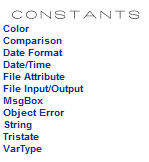 CONSTANTS
Color
Comparison
Date Format
Date/Time
File Attribute
File Input/Output
MsgBox
Object Error
String
Tristate
VarType